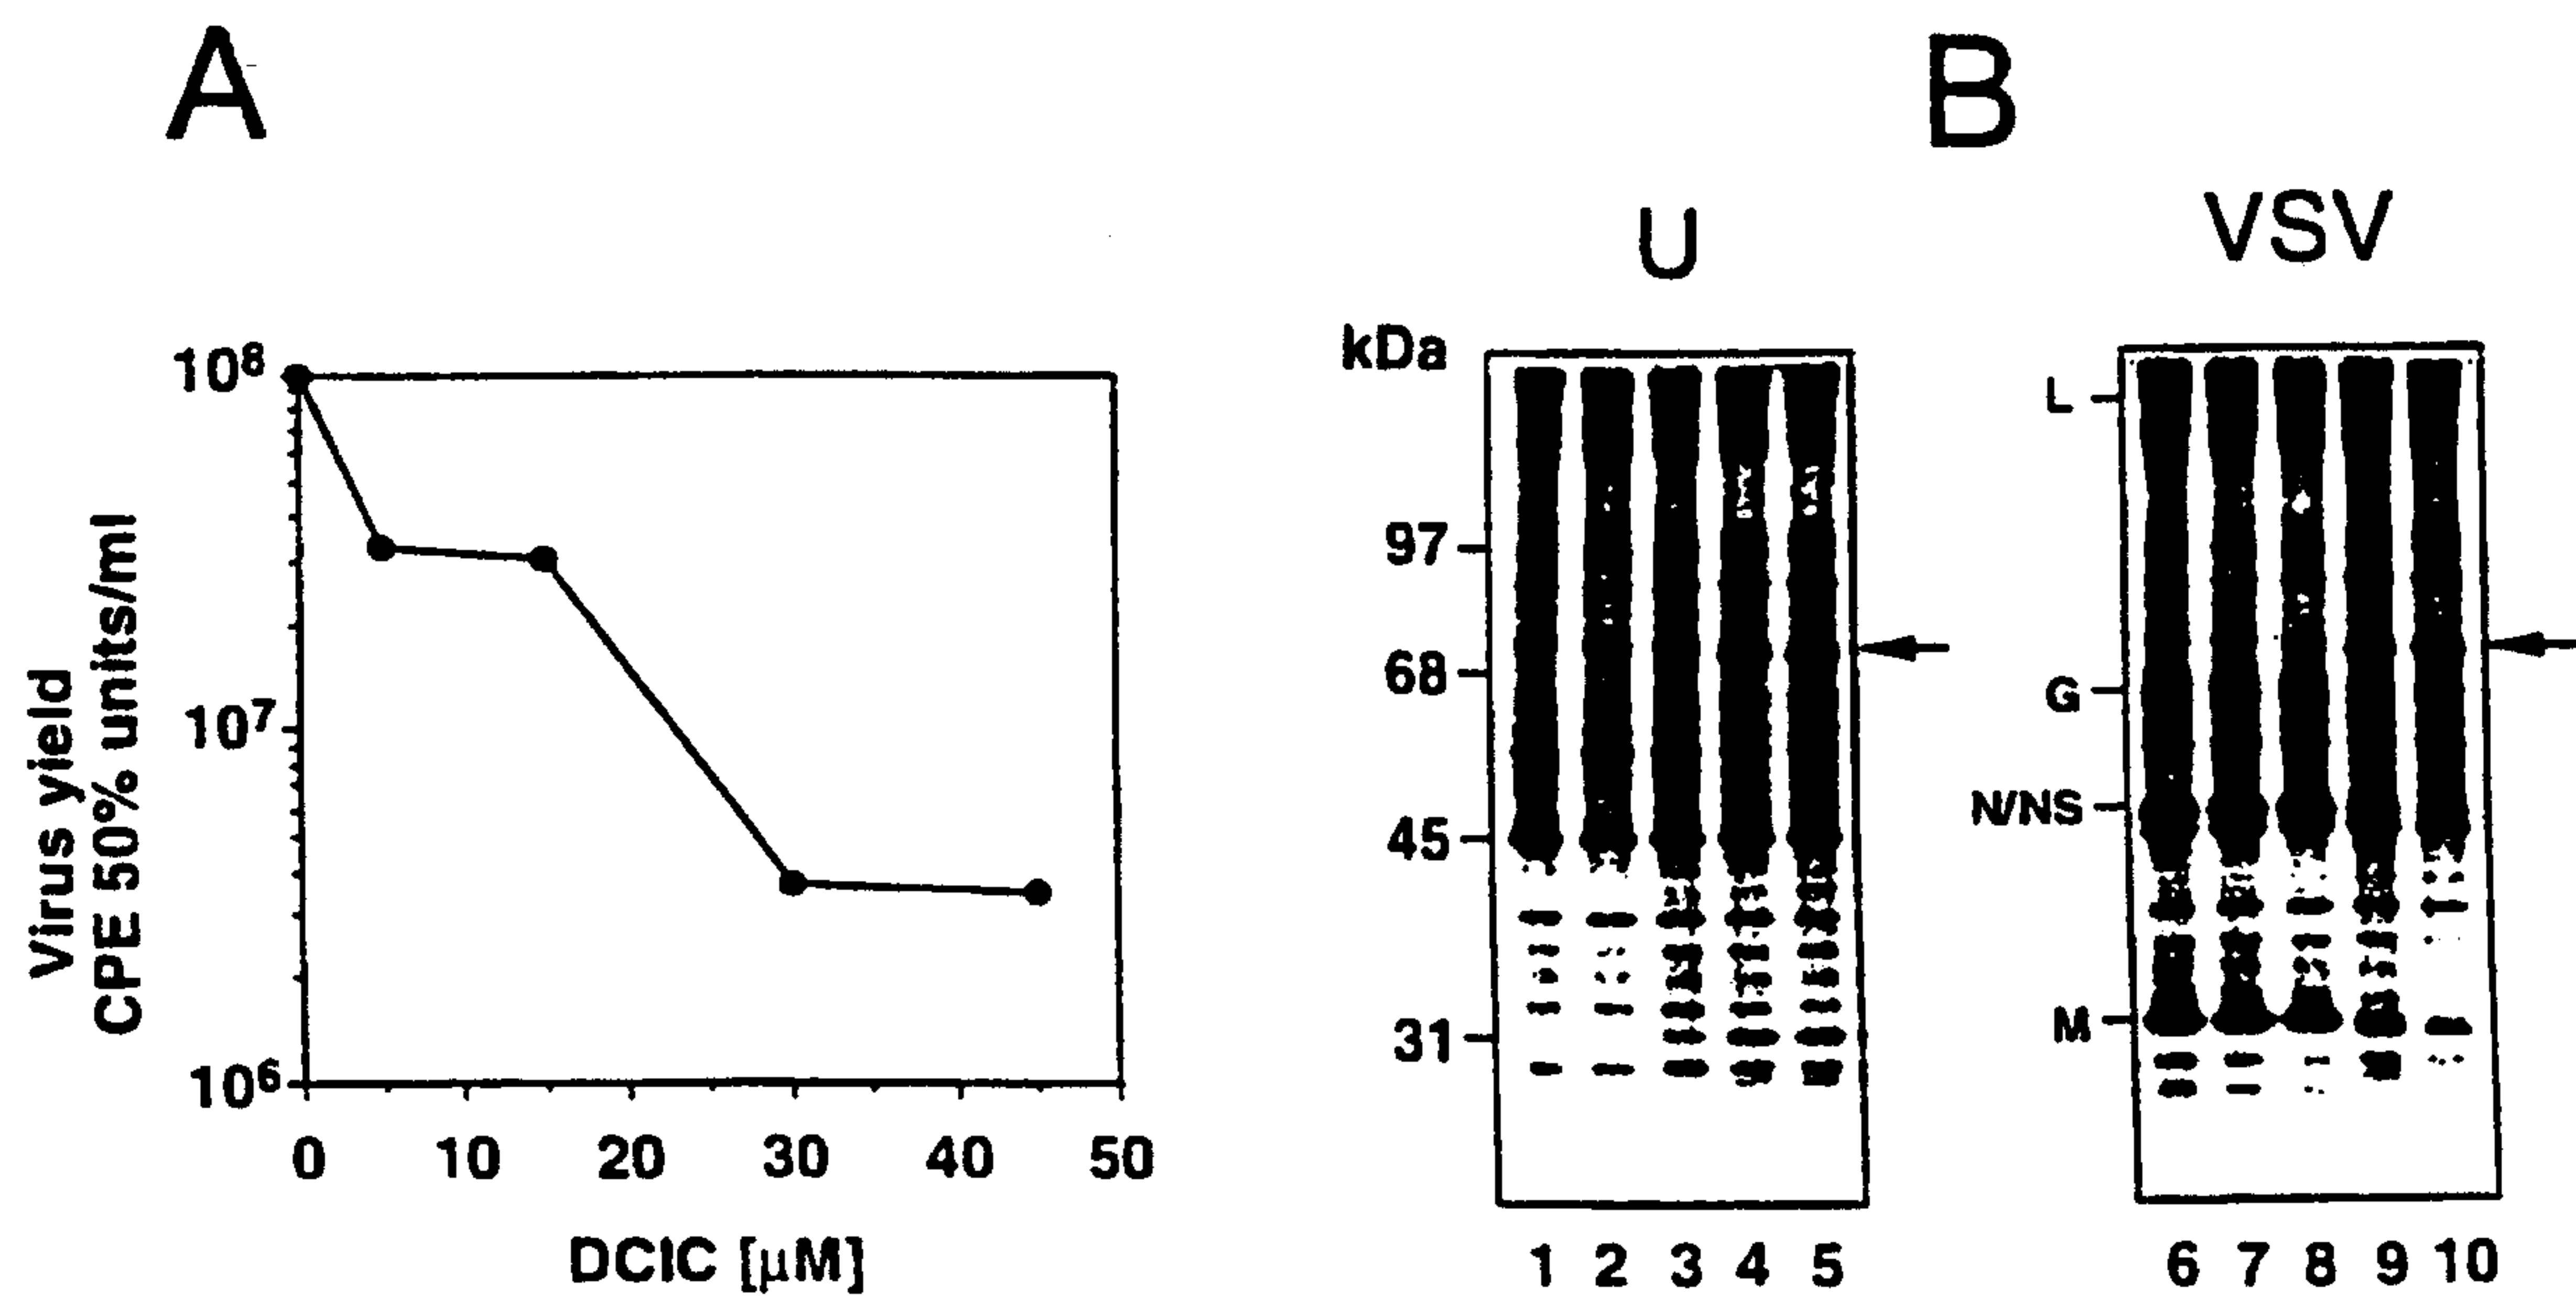 A
B
10⁸
10⁷
10⁶
Virus yield
CPE 50% units/ml
0 10 20 30 40 50
DCIC [μM]
U
kDa
97
68
45
31
1 2 3 4 5
VSV
L
G
N/NS
M
6 7 8 9 10